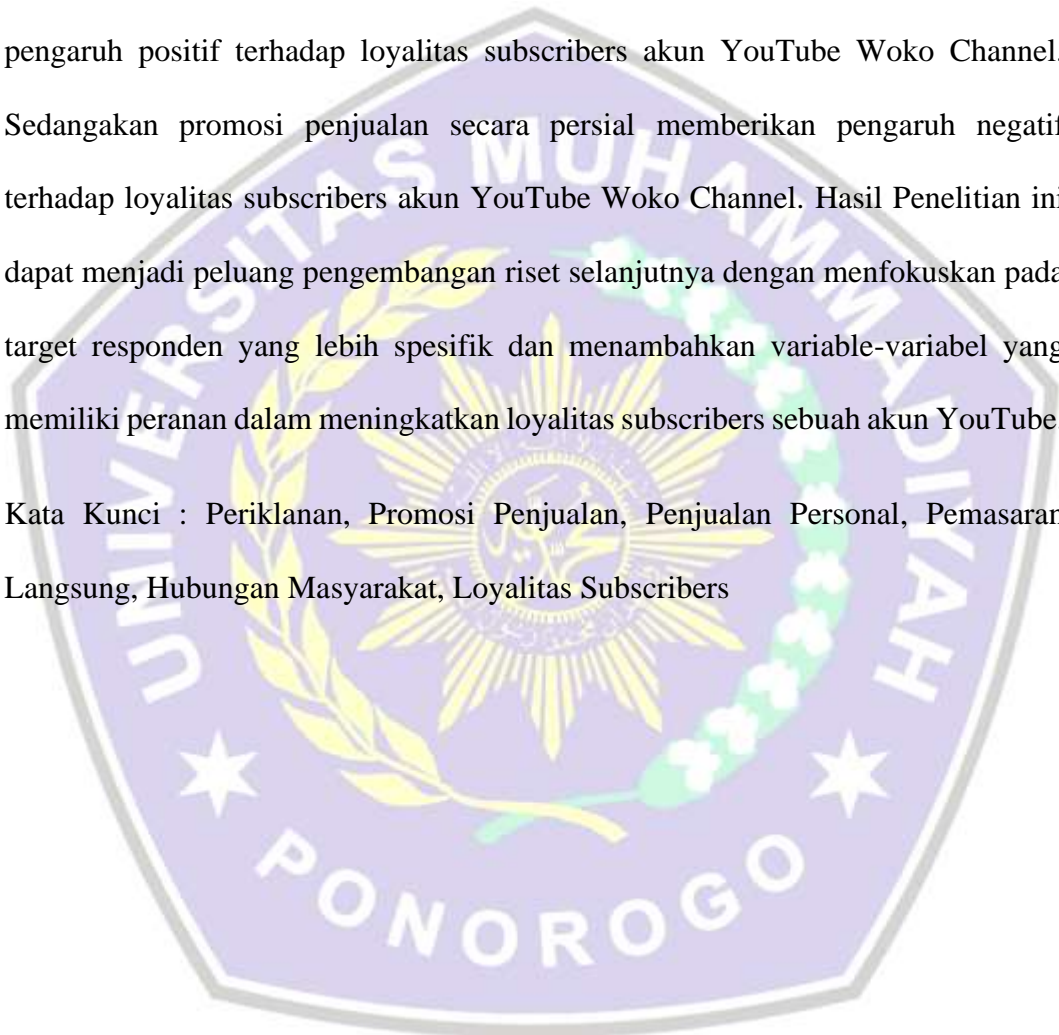 pengaruh positif terhadap loyalitas subscribers akun YouTube Woko Channel.
Sedangakan promosi penjualan secara persial memberikan pengaruh negatif
terhadap loyalitas subscribers akun YouTube Woko Channel. Hasil Penelitian ini
dapat menjadi peluang pengembangan riset selanjutnya dengan menfokuskan pada
target responden yang lebih spesifik dan menambahkan variable-variabel yang
memiliki peranan dalam meningkatkan loyalitas subscribers sebuah akun YouTube
Kata Kunci : Periklanan, Promosi Penjualan, Penjualan Personal, Pemasaran
Langsung, Hubungan Masyarakat, Loyalitas Subscribers
UNIVERSITAS MUHAMMADIYAH
PONOROGO